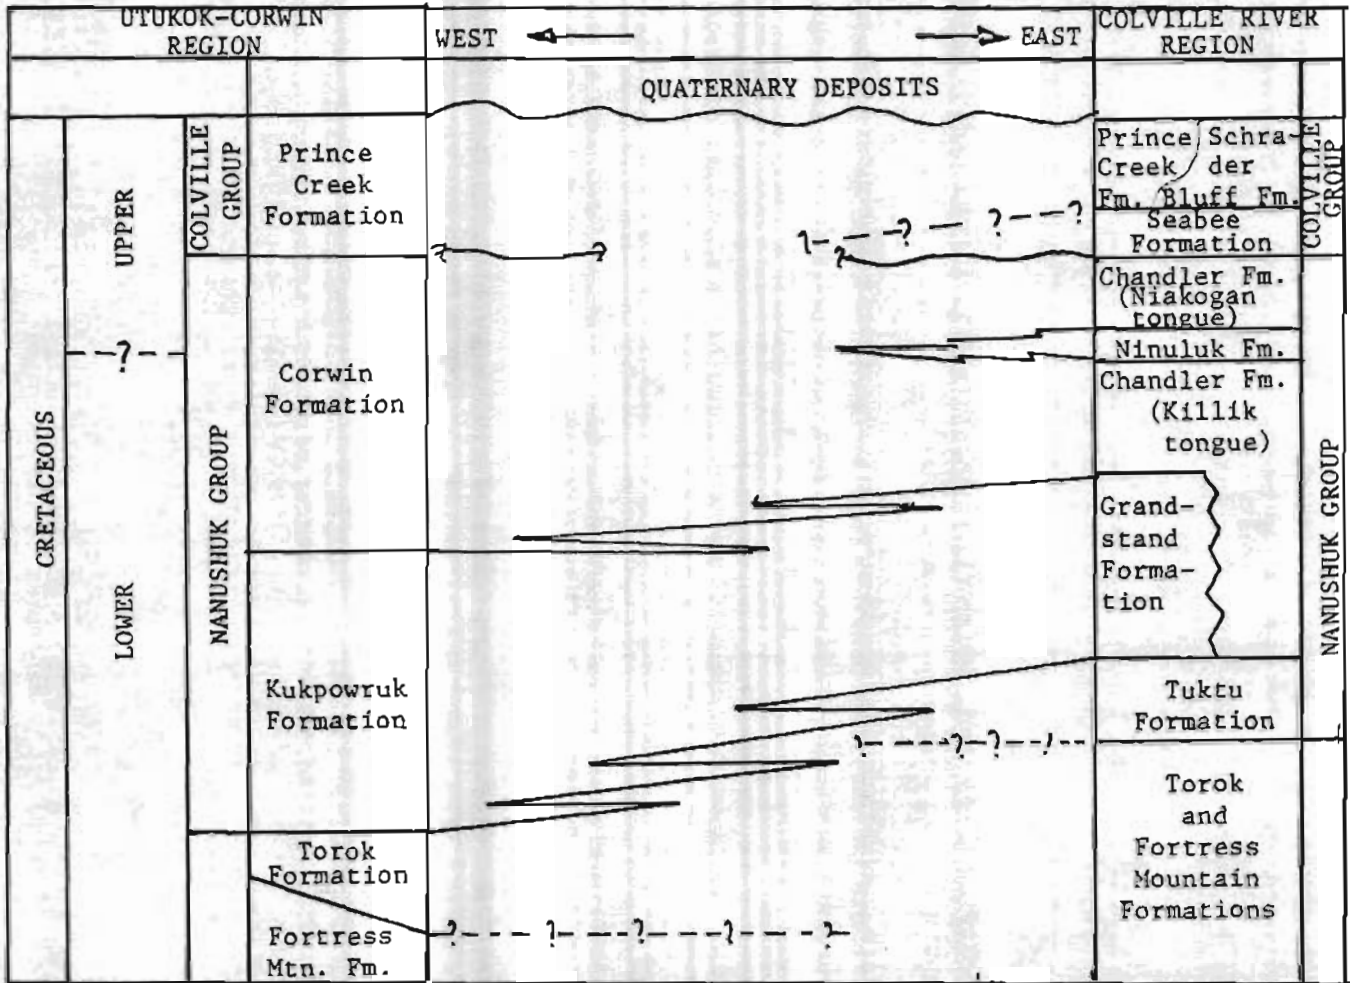 UTUKOK-CORWIN
REGION
WEST
EAST
COLVILLE RIVER
REGION
QUATERNARY DEPOSITS
CRETACEOUS
UPPER
--?--
LOWER
COLVILLE
GROUP
NANUSHUK GROUP
Prince
Creek
Formation
Corwin
Formation
Kukpowruk
Formation
Torok
Formation
Fortress
Mtn. Fm.
? ?
?--?--?--?
?
?--?-?--?--
--?---?--?--?--?-
Prince Schra-
Creek der
Fm. Bluff Fm.
Seabee
Formation
Chandler Fm.
(Niakogan
tongue)
Ninuluk Fm.
Chandler Fm.
(Killik
tongue)
Grand-
stand
Forma-
tion
Tuktu
Formation
Torok
and
Fortress
Mountain
Formations
COLVILLE
GROUP
NANUSHUK GROUP